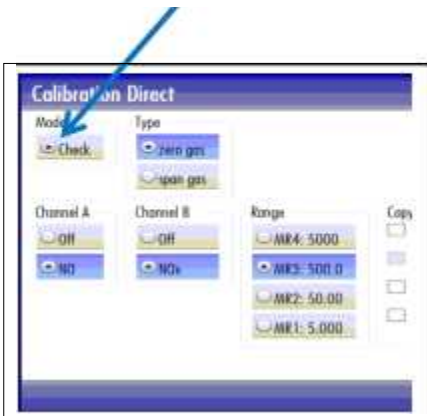 Calibration Direct
Mode
Type
Check
zero gas
span gas
Channel A
Channel B
Range
Copy
Off
Off
MR4: 5000
NO
NOx
MR3: 500.0
MR2: 50.00
MR1: 5.000